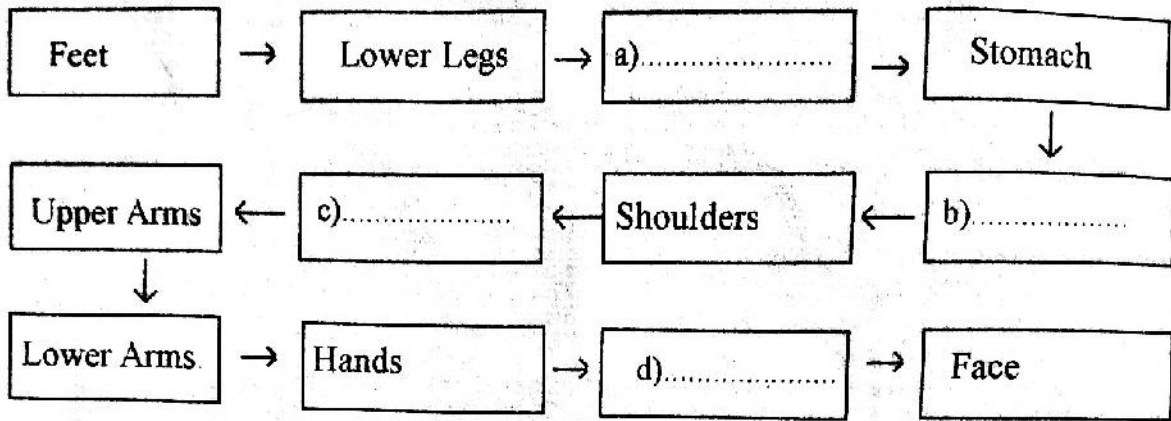 Feet → Lower Legs → a)........................ → Stomach
Upper Arms ← c).................... ← Shoulders ← b)...................
Lower Arms. → Hands → d)..................... → Face